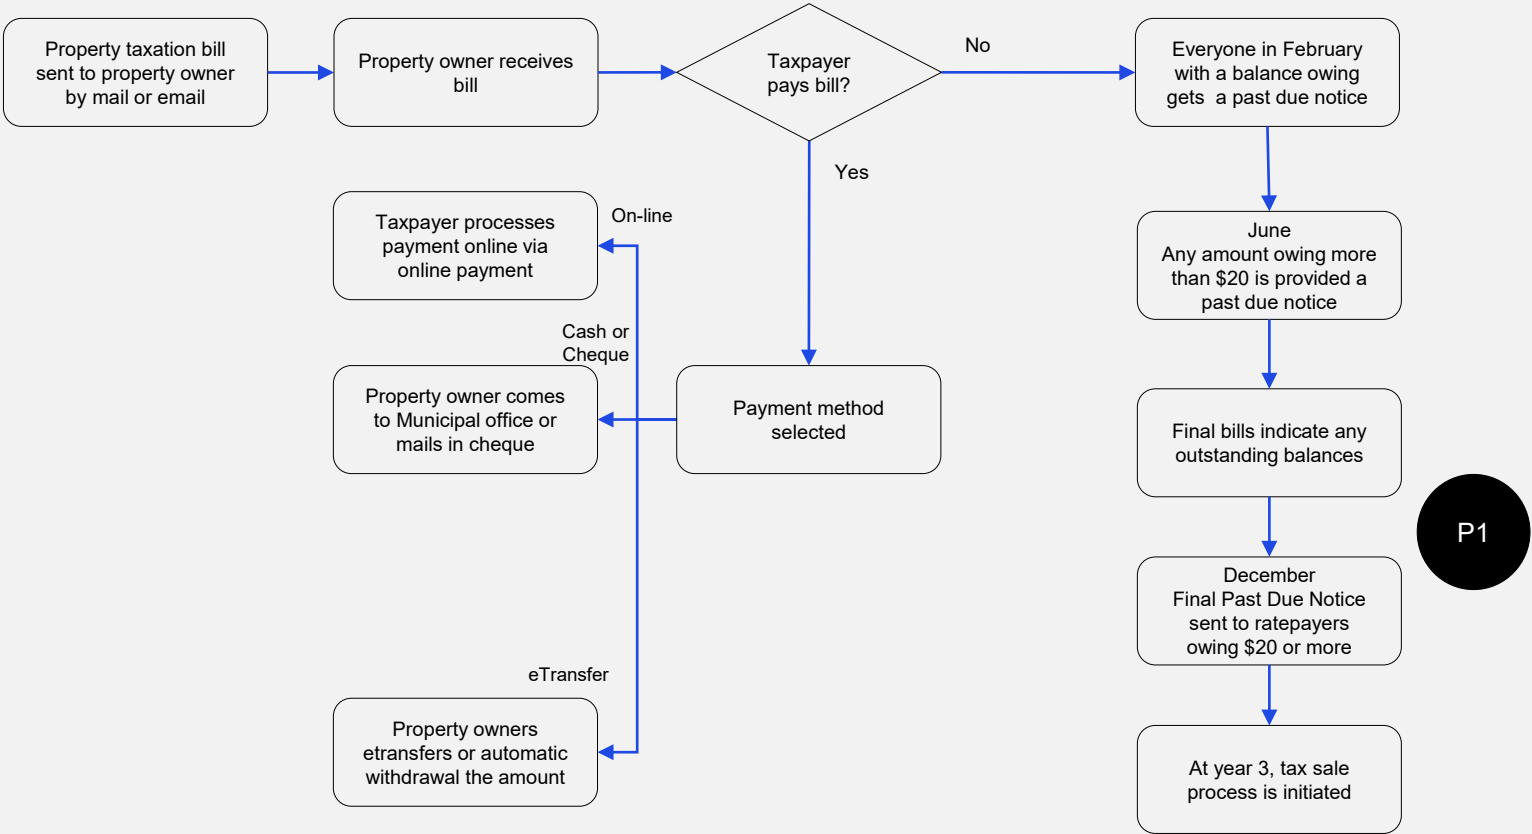 Property taxation bill
sent to property owner
by mail or email
Property owner receives
bill
Taxpayer
pays bill?
No
Everyone in February
with a balance owing
gets  a past due notice
Yes
On-line
Taxpayer processes
payment online via
online payment
Cash or
Cheque
Property owner comes
to Municipal office or
mails in cheque
Payment method
selected
eTransfer
Property owners
etransfers or automatic
withdrawal the amount
June
Any amount owing more
than $20 is provided a
past due notice
Final bills indicate any
outstanding balances
P1
December
Final Past Due Notice
sent to ratepayers
owing $20 or more
At year 3, tax sale
process is initiated